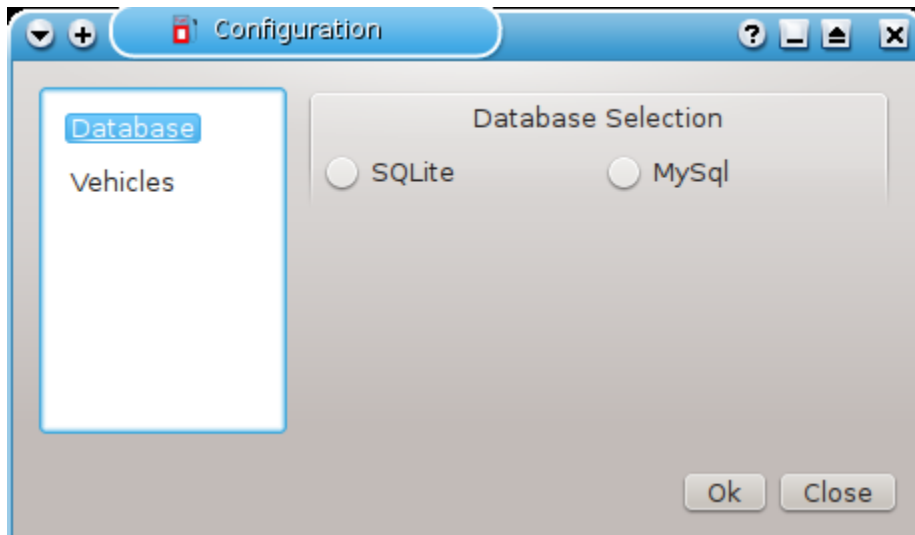 Configuration
Database
Vehicles
Database Selection
SQLite MySql
Ok Close